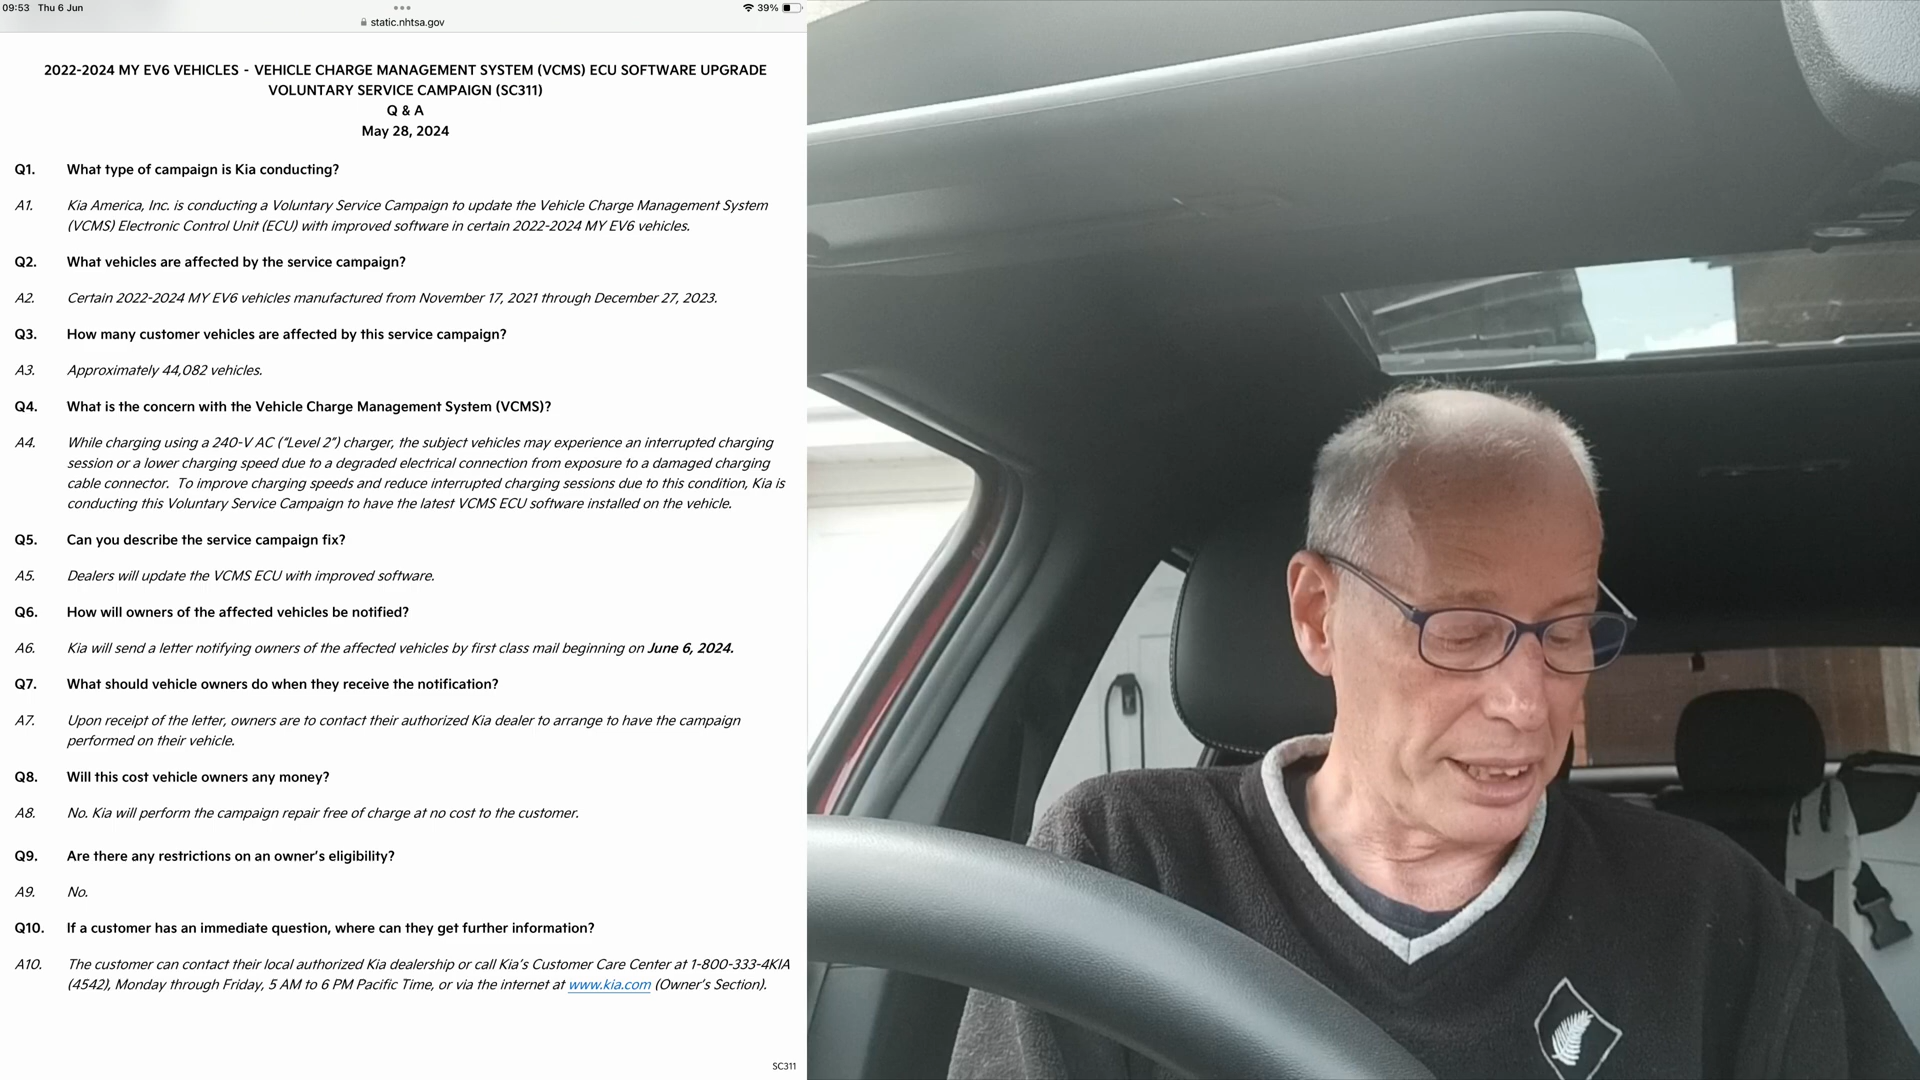 09:53 Thu 6 Jun
39%
static.nhtsa.gov
2022-2024 MY EV6 VEHICLES - VEHICLE CHARGE MANAGEMENT SYSTEM (VCMS) ECU SOFTWARE UPGRADE
VOLUNTARY SERVICE CAMPAIGN (SC311)
Q & A
May 28, 2024
Q1. What type of campaign is Kia conducting?
A1. Kia America, Inc. is conducting a Voluntary Service Campaign to update the Vehicle Charge Management System
(VCMS) Electronic Control Unit (ECU) with improved software in certain 2022-2024 MY EV6 vehicles.
Q2. What vehicles are affected by the service campaign?
A2. Certain 2022-2024 MY EV6 vehicles manufactured from November 17, 2021 through December 27, 2023.
Q3. How many customer vehicles are affected by this service campaign?
A3. Approximately 44,082 vehicles.
Q4. What is the concern with the Vehicle Charge Management System (VCMS)?
A4. While charging using a 240-V AC (“Level 2”) charger, the subject vehicles may experience an interrupted charging
session or a lower charging speed due to a degraded electrical connection from exposure to a damaged charging
cable connector. To improve charging speeds and reduce interrupted charging sessions due to this condition, Kia is
conducting this Voluntary Service Campaign to have the latest VCMS ECU software installed on the vehicle.
Q5. Can you describe the service campaign fix?
A5. Dealers will update the VCMS ECU with improved software.
Q6. How will owners of the affected vehicles be notified?
A6. Kia will send a letter notifying owners of the affected vehicles by first class mail beginning on June 6, 2024.
Q7. What should vehicle owners do when they receive the notification?
A7. Upon receipt of the letter, owners are to contact their authorized Kia dealer to arrange to have the campaign
performed on their vehicle.
Q8. Will this cost vehicle owners any money?
A8. No. Kia will perform the campaign repair free of charge at no cost to the customer.
Q9. Are there any restrictions on an owner’s eligibility?
A9. No.
Q10. If a customer has an immediate question, where can they get further information?
A10. The customer can contact their local authorized Kia dealership or call Kia’s Customer Care Center at 1-800-333-4KIA
(4542), Monday through Friday, 5 AM to 6 PM Pacific Time, or via the internet at www.kia.com (Owner’s Section).
SC311